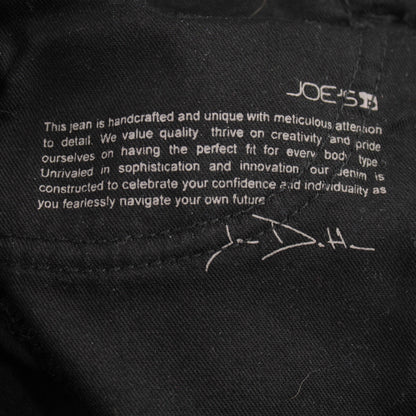 JOE'S
This jean is handcrafted and unique with meticulous attention
to detail. We value quality thrive on creativity and pride
ourselves on having the perfect fit for every body type
Unrivaled in sophistication and innovation our denim is
constructed to celebrate your confidence and individuality as
you fearlessly navigate your own future
Joe